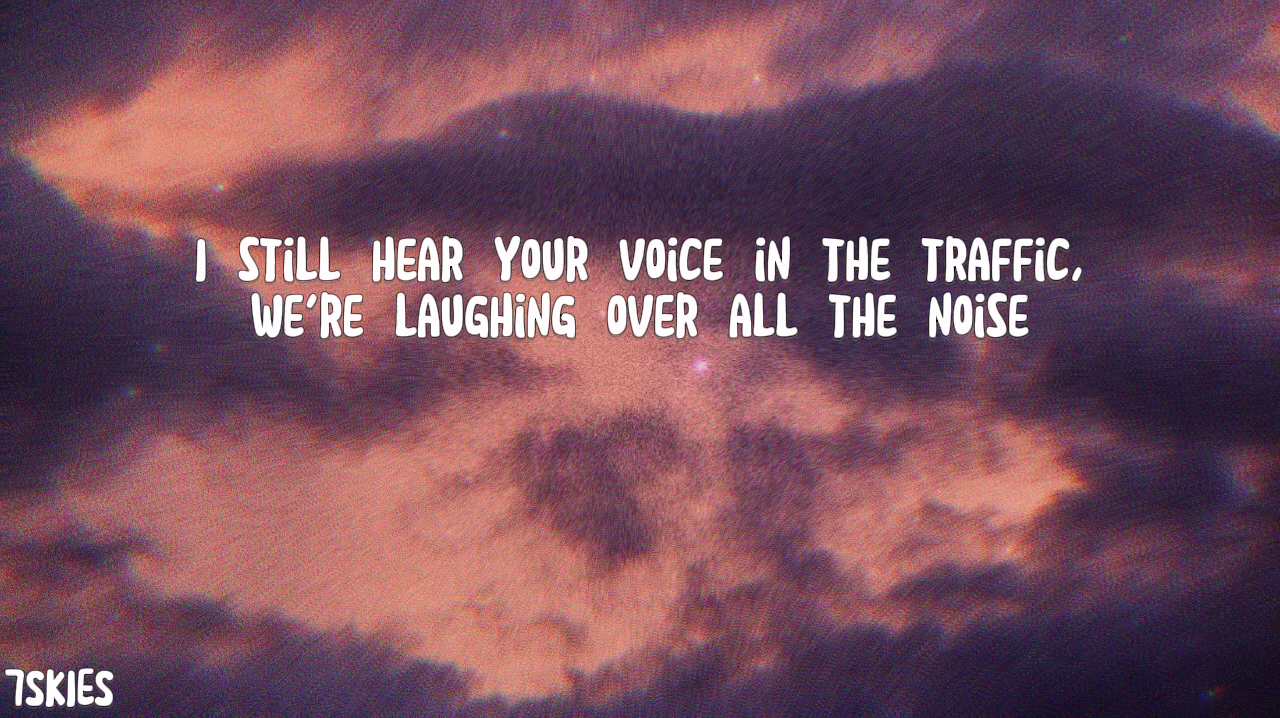 I STiLL HEAR YOUR VOiCE iN THE TRAFFiC,
WE'RE LAUGHiNG OVER ALL THE NOiSE
7SKIES